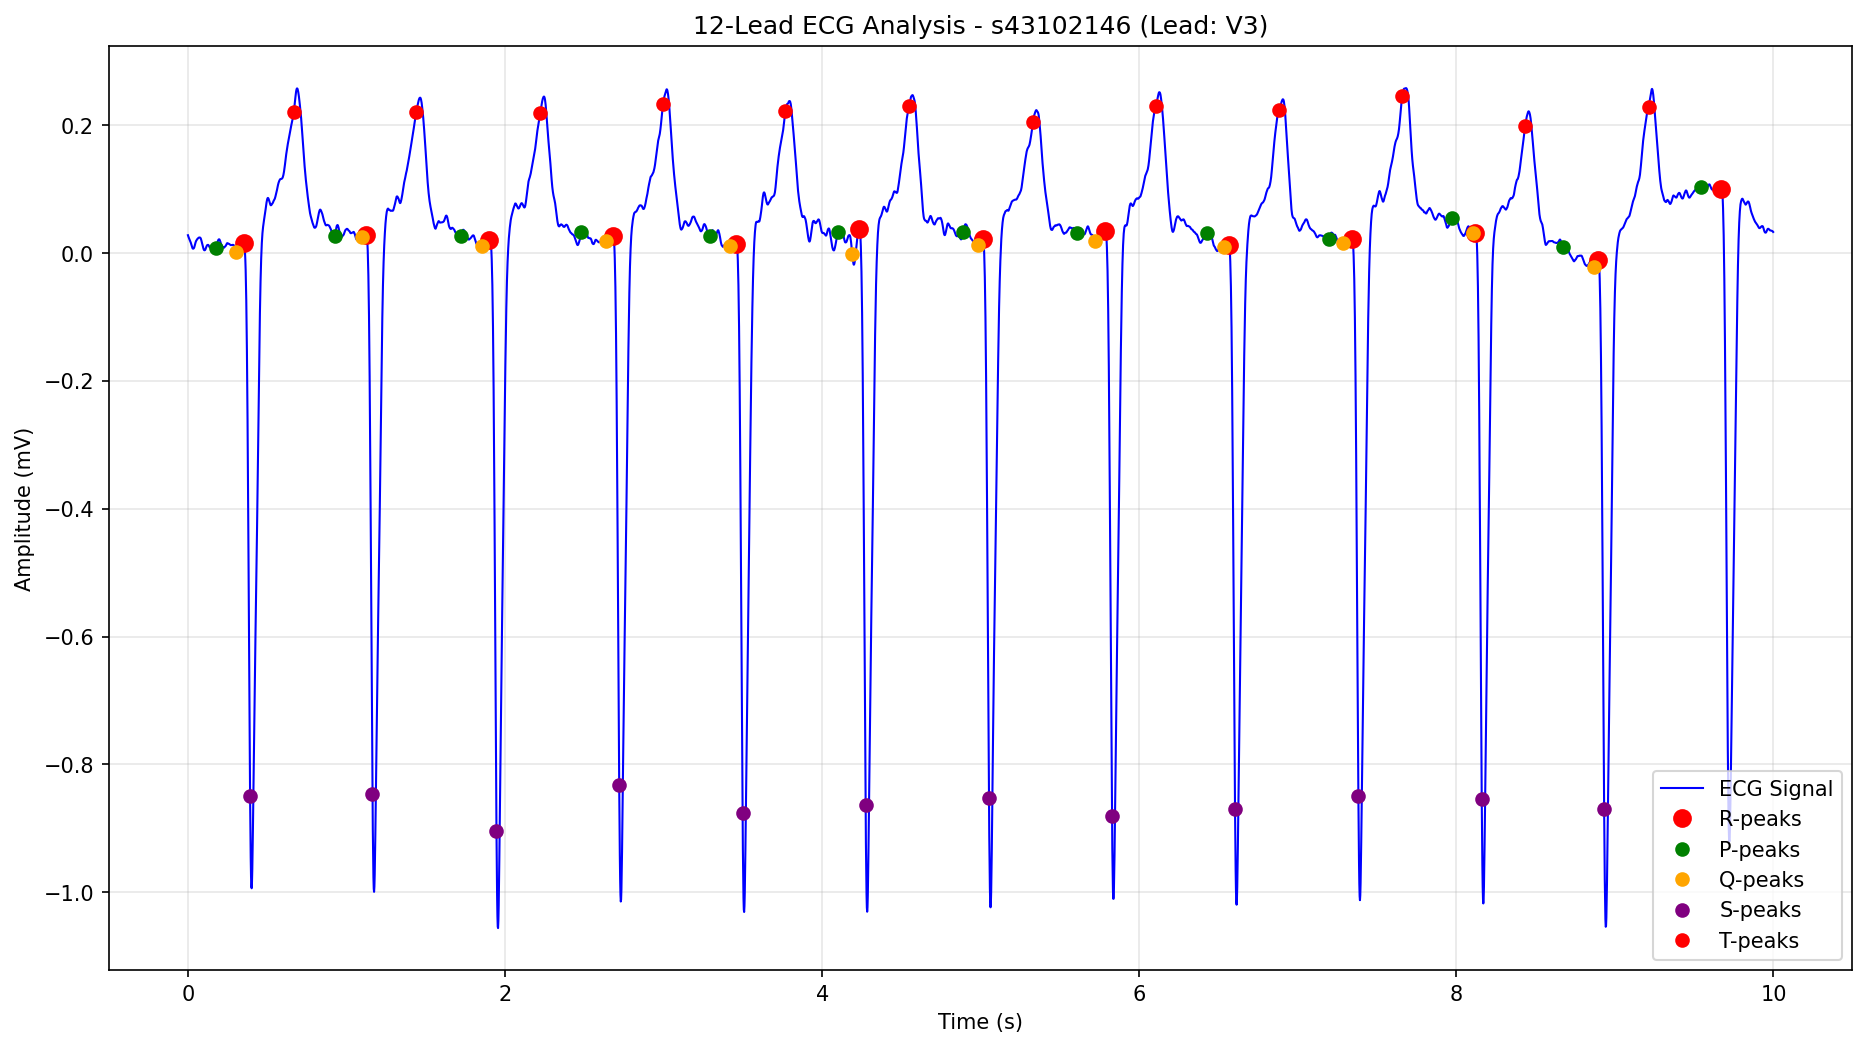 12-Lead ECG Analysis - s43102146 (Lead: V3)
Amplitude (mV)
0.2
0.0
−0.2
−0.4
−0.6
−0.8
−1.0
0 2 4 6 8 10
Time (s)
ECG Signal
R-peaks
P-peaks
Q-peaks
S-peaks
T-peaks